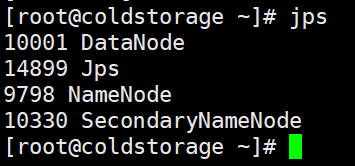 [root@coldstorage ~]# jps
10001 DataNode
14899 Jps
9798 NameNode
10330 SecondaryNameNode
[root@coldstorage ~]#